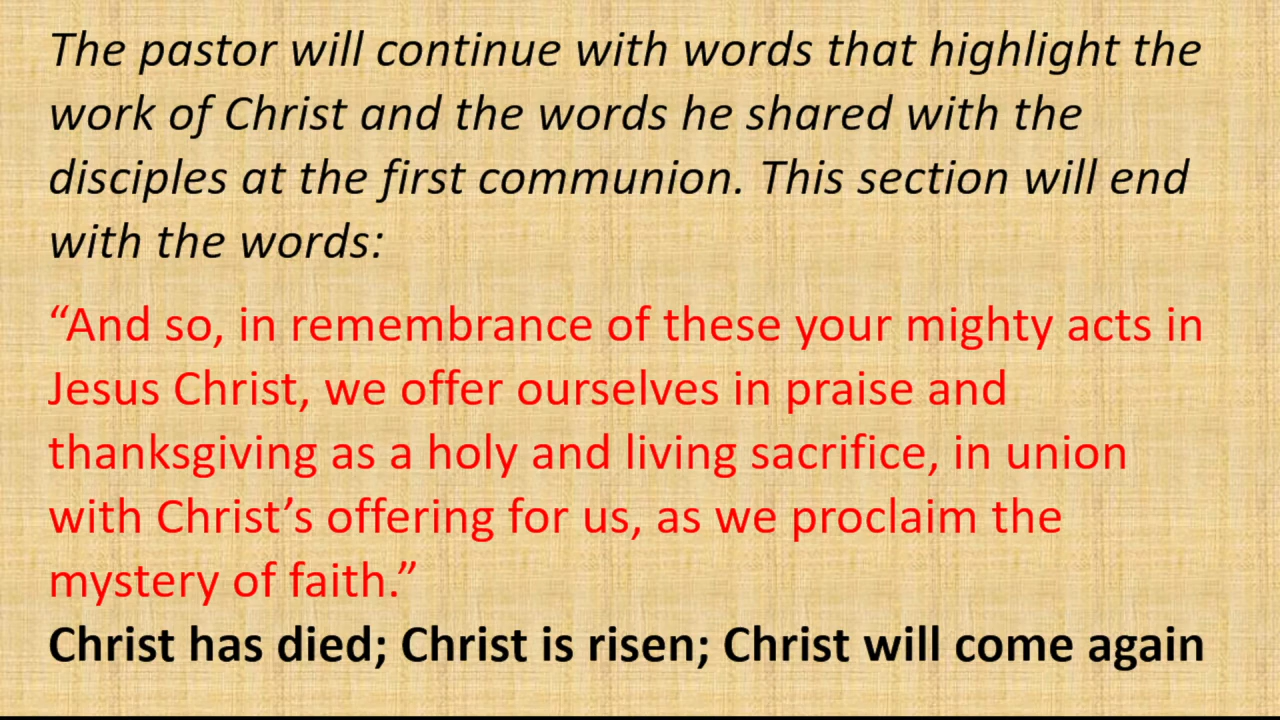 The pastor will continue with words that highlight the
work of Christ and the words he shared with the
disciples at the first communion. This section will end
with the words:
“And so, in remembrance of these your mighty acts in
Jesus Christ, we offer ourselves in praise and
thanksgiving as a holy and living sacrifice, in union
with Christ’s offering for us, as we proclaim the
mystery of faith.”
Christ has died; Christ is risen; Christ will come again